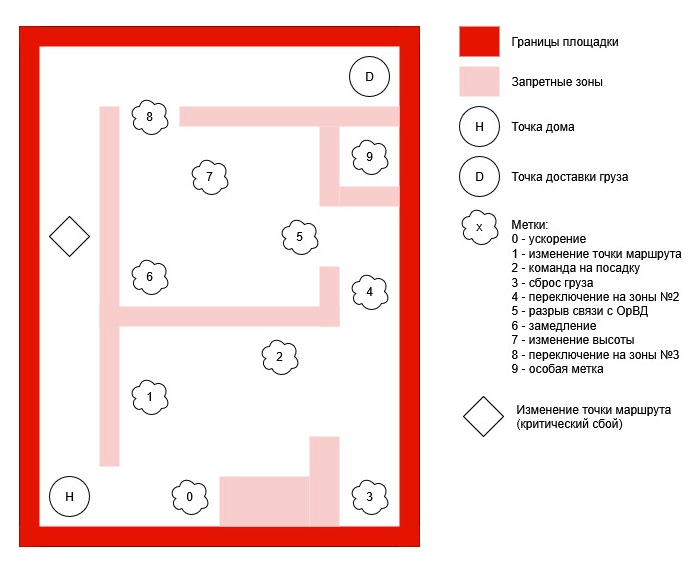 D
8
9
7
5
6
4
2
1
H
0
3
Границы площадки
Запретные зоны
H
Точка дома
D
Точка доставки груза
x
Метки:
0 - ускорение
1 - изменение точки маршрута
2 - команда на посадку
3 - сброс груза
4 - переключение на зоны №2
5 - разрыв связи с ОрВД
6 - замедление
7 - изменение высоты
8 - переключение на зоны №3
9 - особая метка
Изменение точки маршрута
(критический сбой)